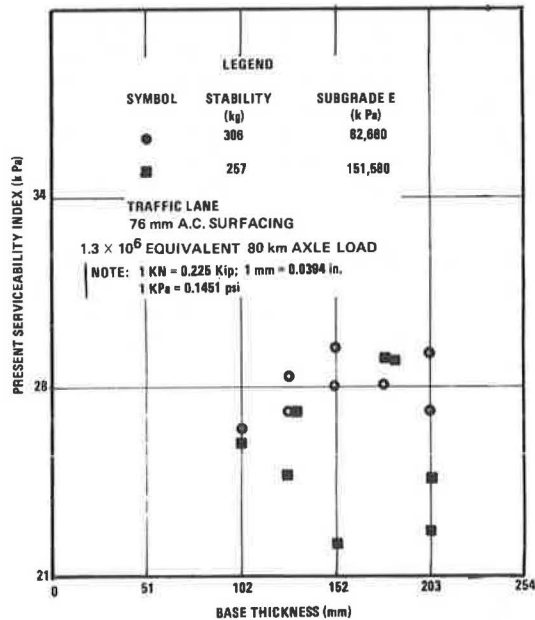 LEGEND
SYMBOL STABILITY SUBGRADE E
(kg) (k Pa)
306 82,680
257 151,580
TRAFFIC LANE
76 mm A.C. SURFACING
1.3 × 10⁶ EQUIVALENT 80 km AXLE LOAD
NOTE: 1 KN = 0.225 Kip; 1 mm = 0.0394 in.
1 KPa = 0.1451 psi
PRESENT SERVICEABILITY INDEX (k Pa)
34
28
21
0 51 102 152 203 254
BASE THICKNESS (mm)